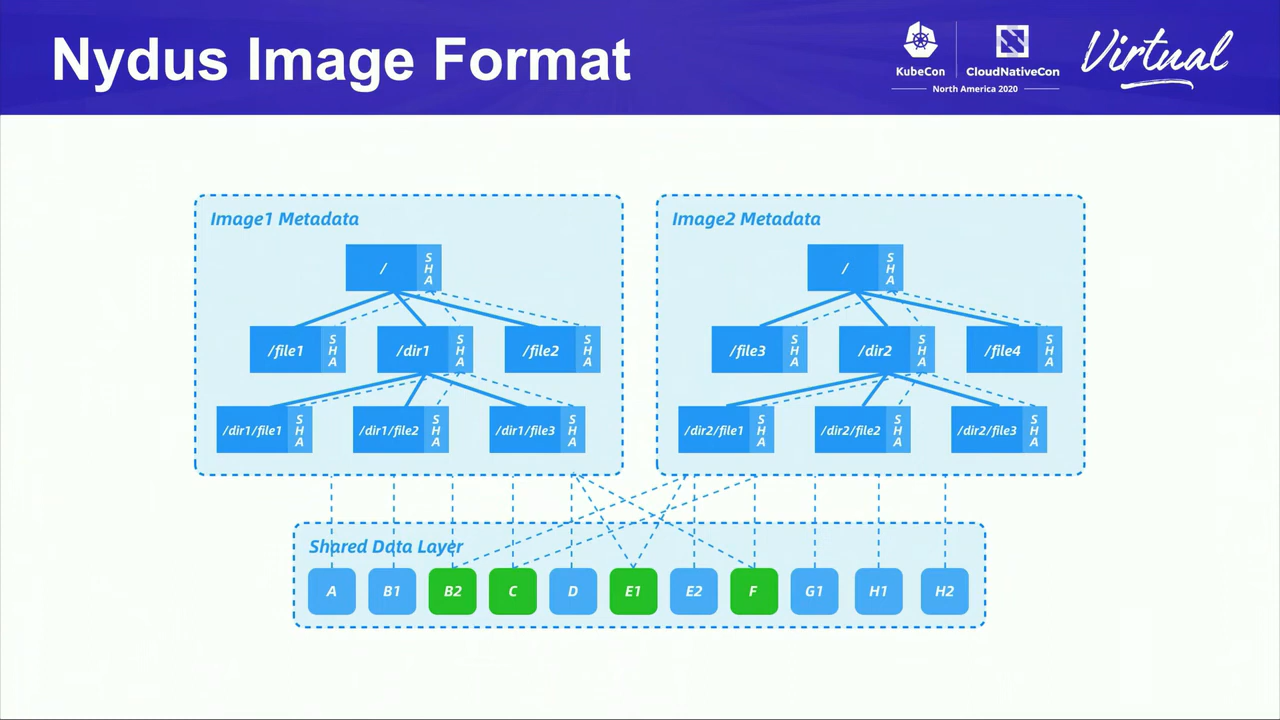 Nydus Image Format
KubeCon
CloudNativeCon
North America 2020
Virtual
Image1 Metadata
/
SHA
/file1
SHA
/dir1
SHA
/file2
SHA
/dir1/file1
SHA
/dir1/file2
SHA
/dir1/file3
SHA
Image2 Metadata
/
SHA
/file3
SHA
/dir2
SHA
/file4
SHA
/dir2/file1
SHA
/dir2/file2
SHA
/dir2/file3
SHA
Shared Data Layer
A
B1
B2
C
D
E1
E2
F
G1
H1
H2